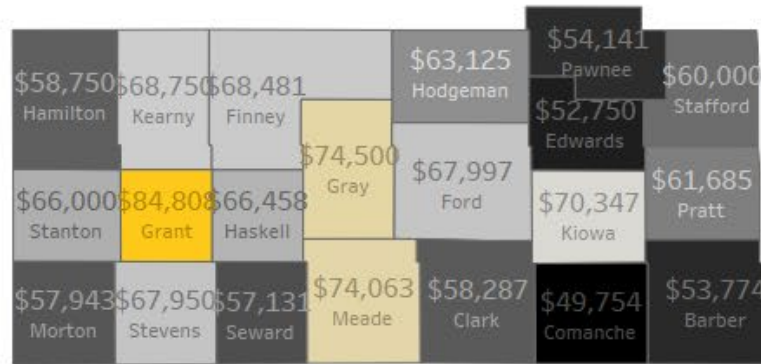 $58,750
Hamilton
$68,750
Kearny
$68,481
Finney
$63,125
Hodgeman
$54,141
Pawnee
$60,000
Stafford
$52,750
Edwards
$74,500
Gray
$67,997
Ford
$66,000
Stanton
$84,808
Grant
$66,458
Haskell
$70,347
Kiowa
$61,685
Pratt
$57,943
Morton
$67,950
Stevens
$57,131
Seward
$74,063
Meade
$58,287
Clark
$49,754
Comanche
$53,774
Barber